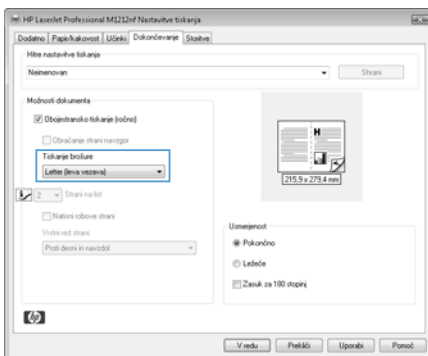 HP LaserJet Professional M1212nf Nastavitve tiskanja
Dodatno Papir/kakovost Učinki Dokončevanje Storitve
Hitre nastavitve tiskanja
Neimenovan
Shrani
Možnosti dokumenta
Obojestransko tiskanje (ročno)
Obračanje strani navzgor
Tiskanje brošure
Letter (leva vezava)
2 Strani na list
Natisni robove strani
Vrstni red strani:
Proti desni in navzdol
H
215,9 x 279,4 mm
Usmerjenost
Pokončno
Ležeče
Zasuk za 180 stopinj
hp
V redu Prekliči Uporabi Pomoč